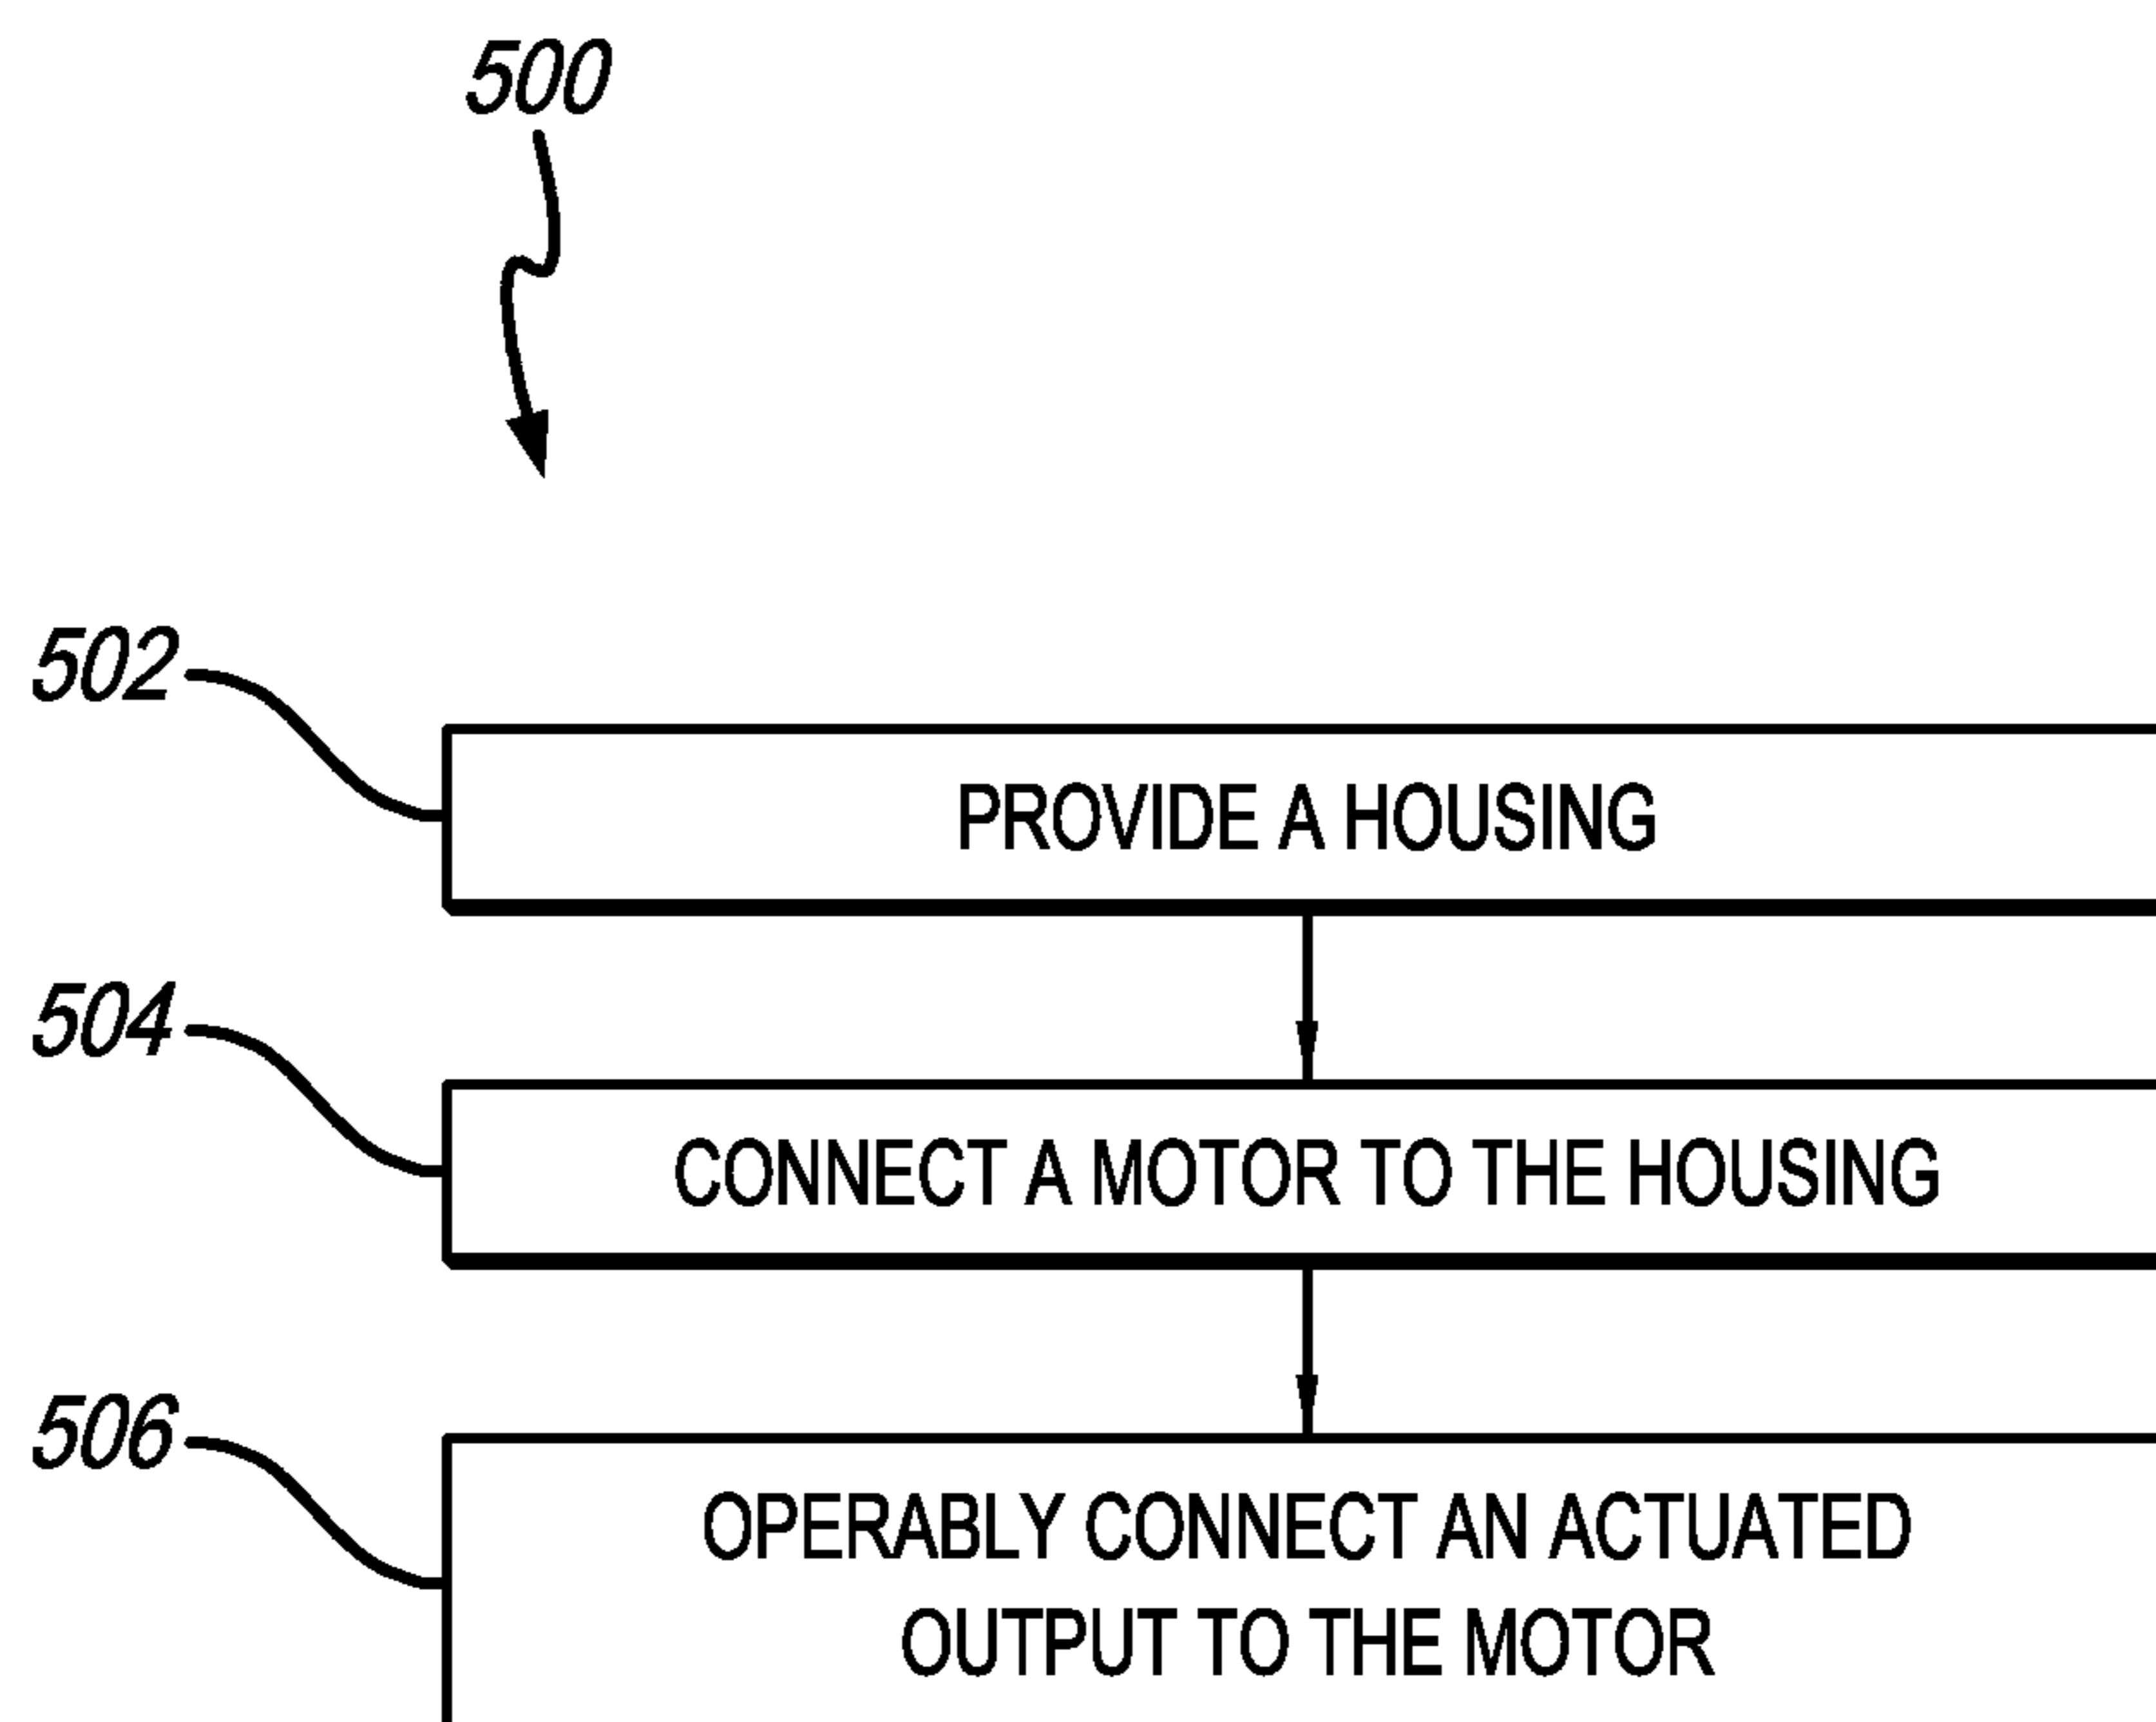 500
502
PROVIDE A HOUSING
504
CONNECT A MOTOR TO THE HOUSING
506
OPERABLY CONNECT AN ACTUATED
OUTPUT TO THE MOTOR